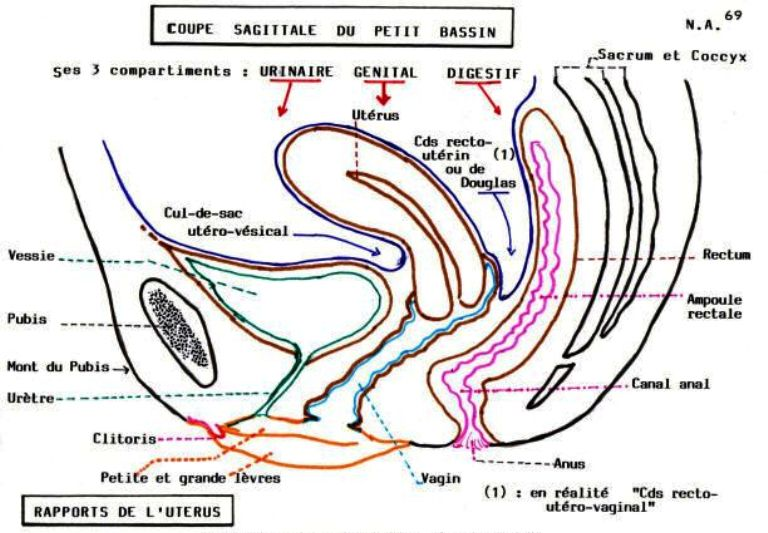 COUPE SAGITTALE DU PETIT BASSIN
N.A. 69
Ses 3 compartiments : URINAIRE GENITAL DIGESTIF
Sacrum et Coccyx
Utérus
Cds recto-
utérin (1)
ou de
Douglas
Cul-de-sac
utéro-vésical
Vessie
Rectum
Ampoule
rectale
Pubis
Mont du Pubis
Canal anal
Urètre
Clitoris
Petite et grande lèvres
Vagin
Anus
(1) : en réalité "Cds recto-
utéro-vaginal"
RAPPORTS DE L'UTERUS